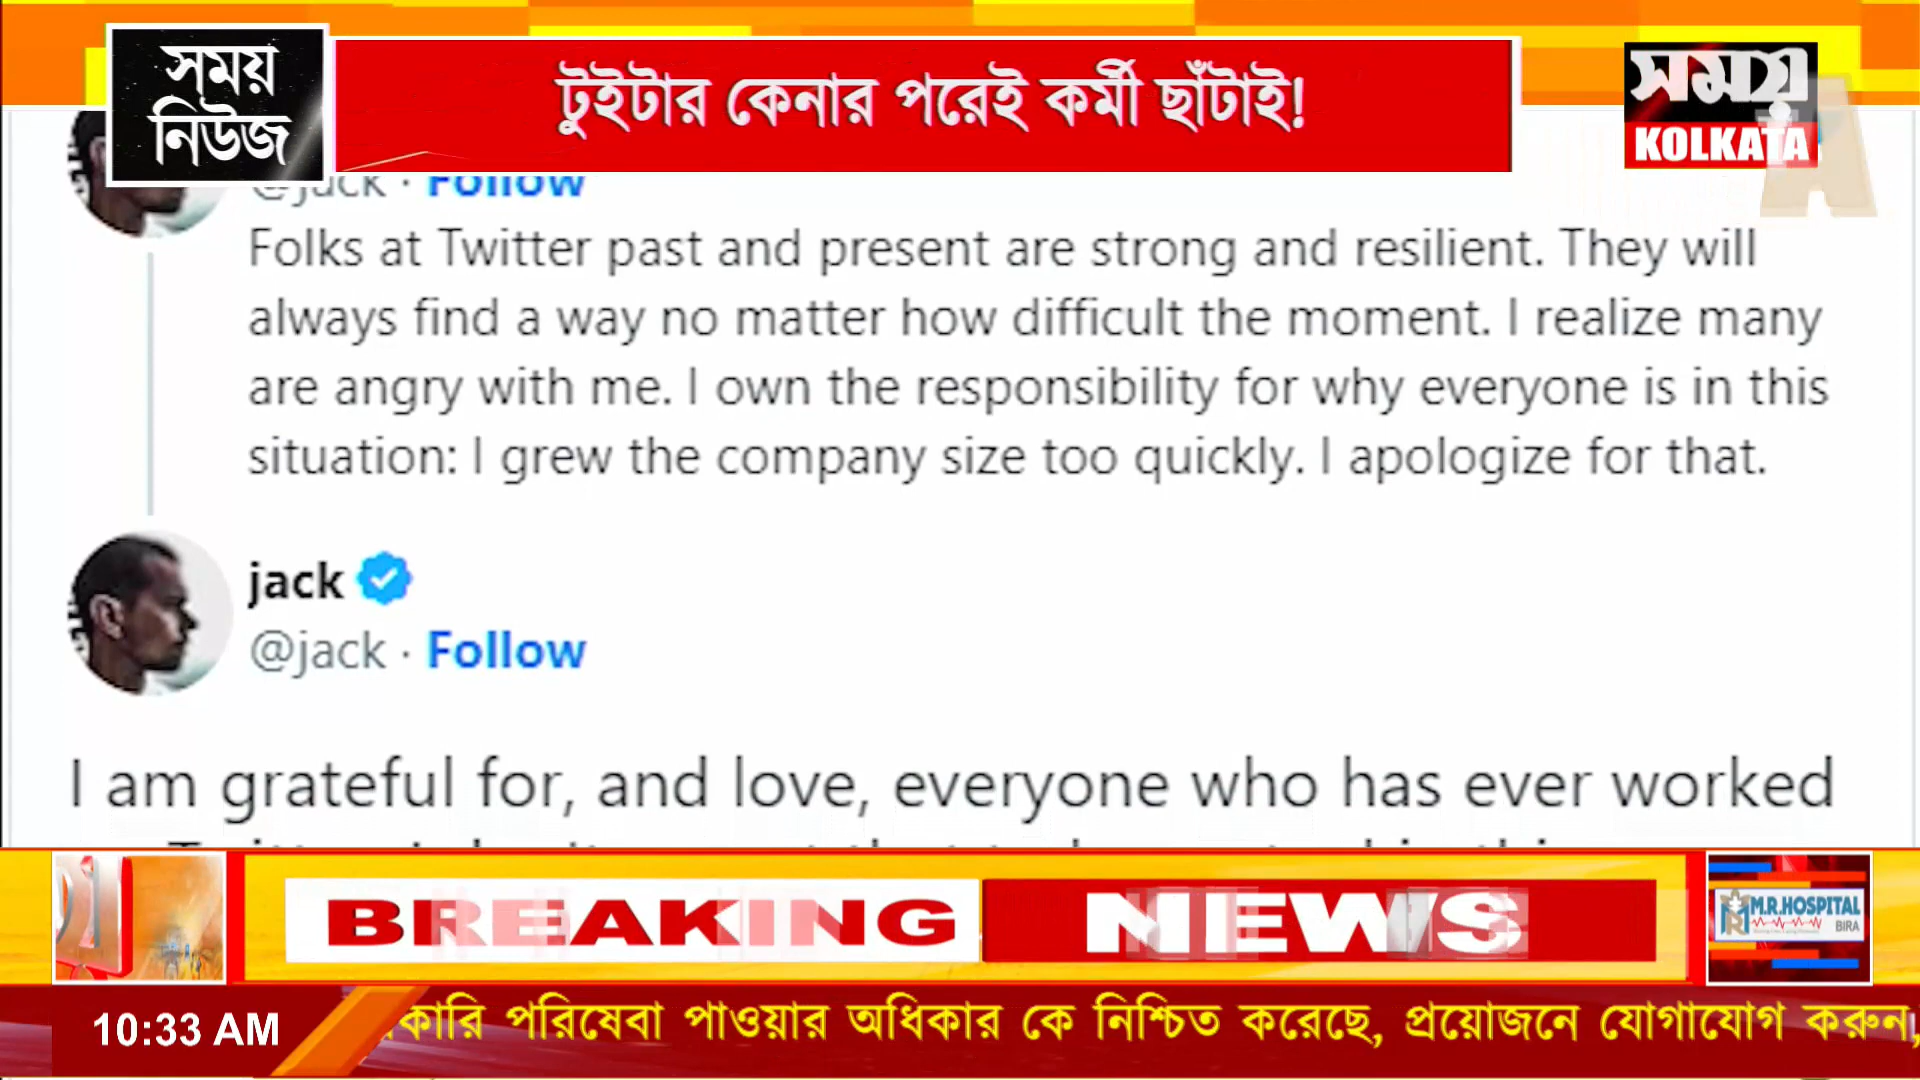 সময় নিউজ
টুইটার কেনার পরেই কর্মী ছাঁটাই!
সময়
KOLKATA
@jack · Follow
Folks at Twitter past and present are strong and resilient. They will
always find a way no matter how difficult the moment. I realize many
are angry with me. I own the responsibility for why everyone is in this
situation: I grew the company size too quickly. I apologize for that.
jack
@jack · Follow
I am grateful for, and love, everyone who has ever worked
BREAKING NEWS
M.R.HOSPITAL
BIRA
10:33 AM
কারি পরিষেবা পাওয়ার অধিকার কে নিশ্চিত করেছে, প্রয়োজনে যোগাযোগ করুন,